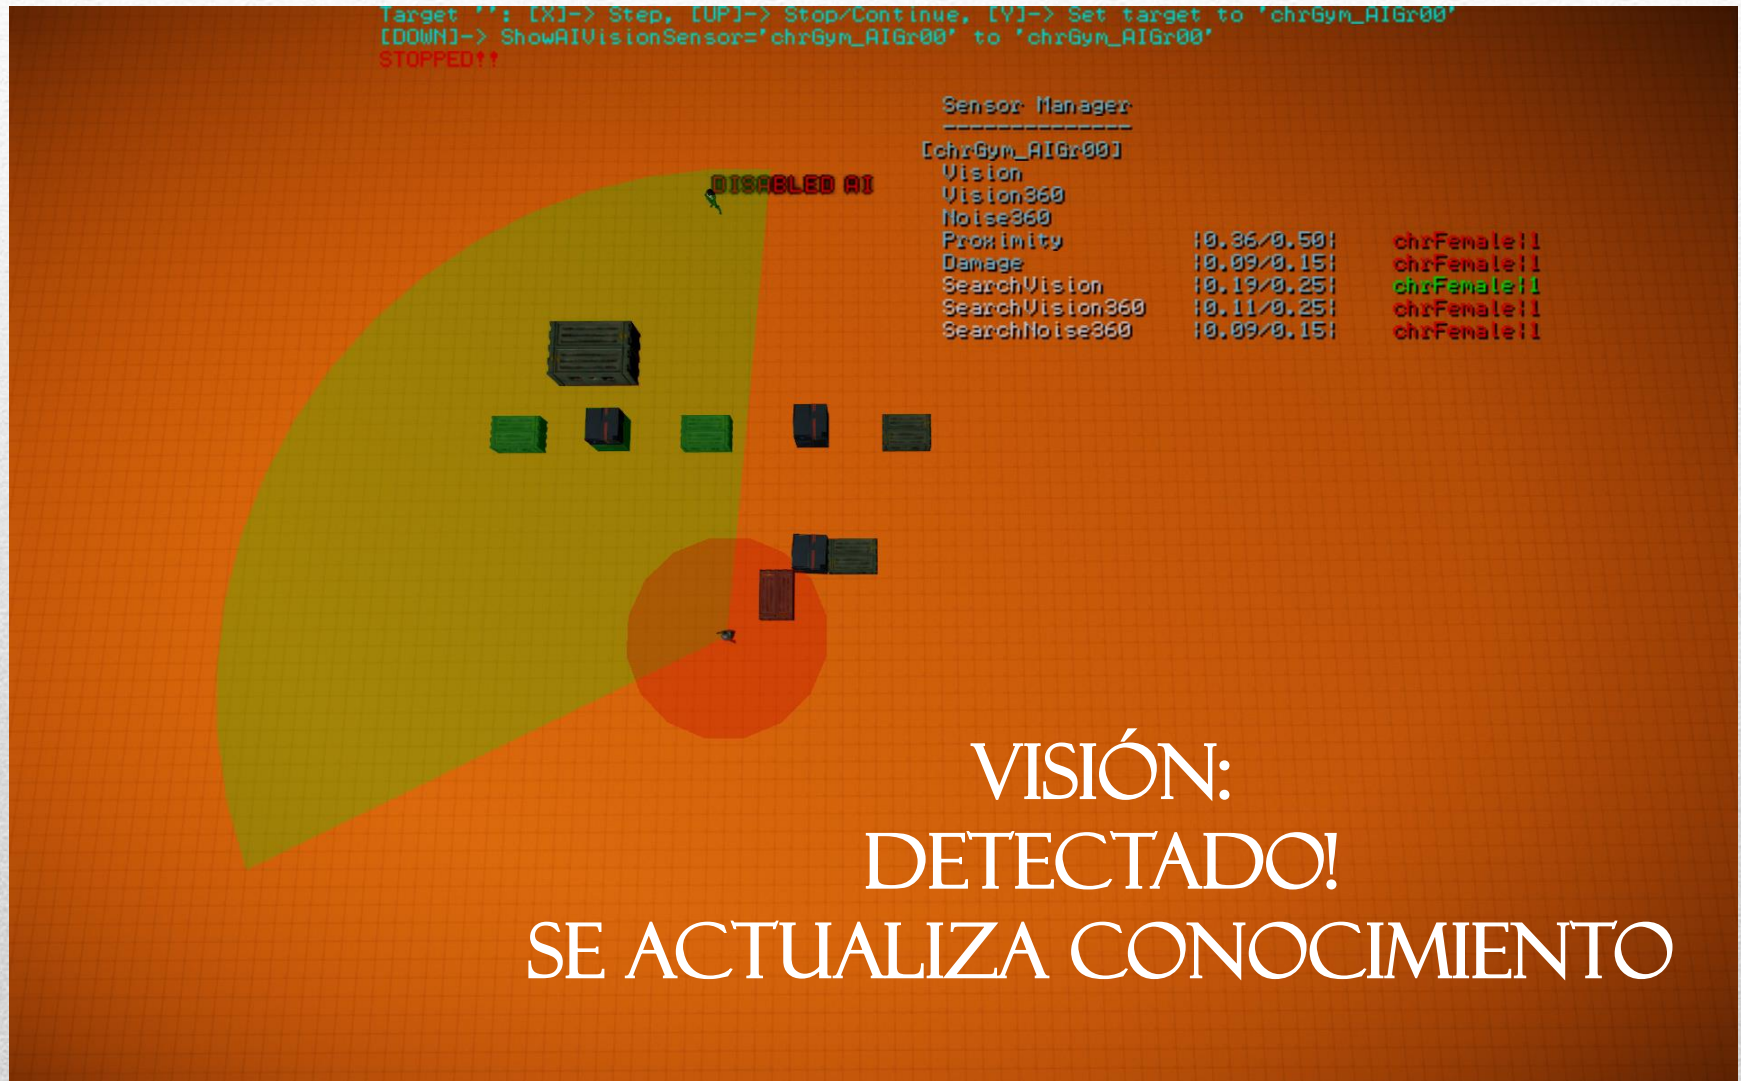 Target '': [X]-> Step, [UP]-> Stop/Continue, [Y]-> Set target to 'chrGym_AIGr00'
[DOWN]-> ShowAIVisionSensor='chrGym_AIGr00' to 'chrGym_AIGr00'
STOPPED!!
Sensor Manager
--------------
[chrGym_AIGr00]
Vision
DISABLED AI
Vision360
Noise360
Proximity |0.36/0.50| chrFemale|1
Damage |0.09/0.15| chrFemale|1
SearchVision |0.19/0.25| chrFemale|1
SearchVision360 |0.11/0.25| chrFemale|1
SearchNoise360 |0.09/0.15| chrFemale|1
VISIÓN:
DETECTADO!
SE ACTUALIZA CONOCIMIENTO